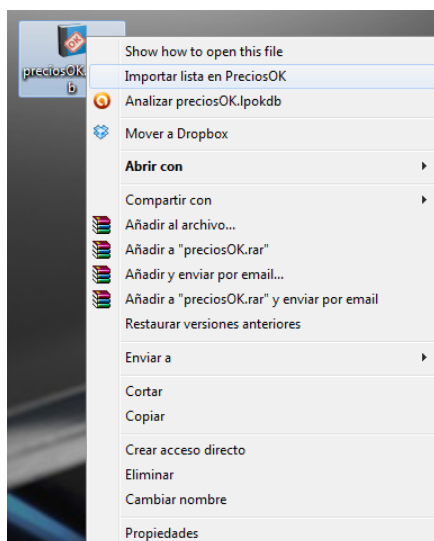 preciosOK.
b
Show how to open this file
Importar lista en PreciosOK
Analizar preciosOK.lpokdb
Mover a Dropbox
Abrir con
Compartir con
Añadir al archivo...
Añadir a "preciosOK.rar"
Añadir y enviar por email...
Añadir a "preciosOK.rar" y enviar por email
Restaurar versiones anteriores
Enviar a
Cortar
Copiar
Crear acceso directo
Eliminar
Cambiar nombre
Propiedades